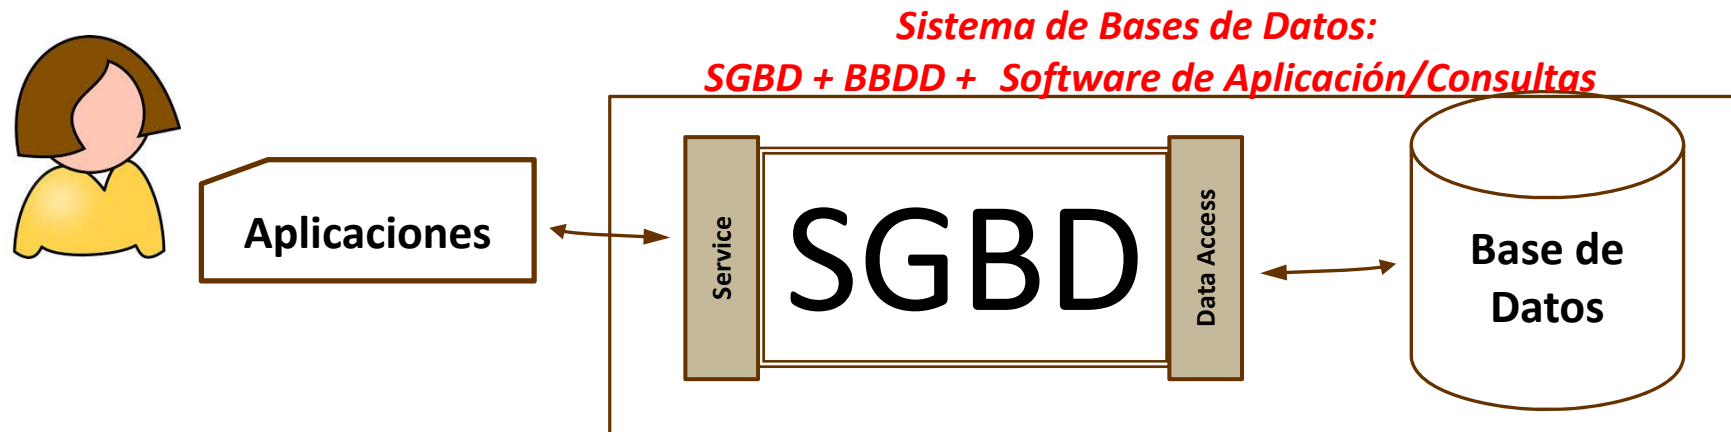 Sistema de Bases de Datos:
SGBD + BBDD + Software de Aplicación/Consultas
Aplicaciones
Service
SGBD
Data Access
Base de
Datos